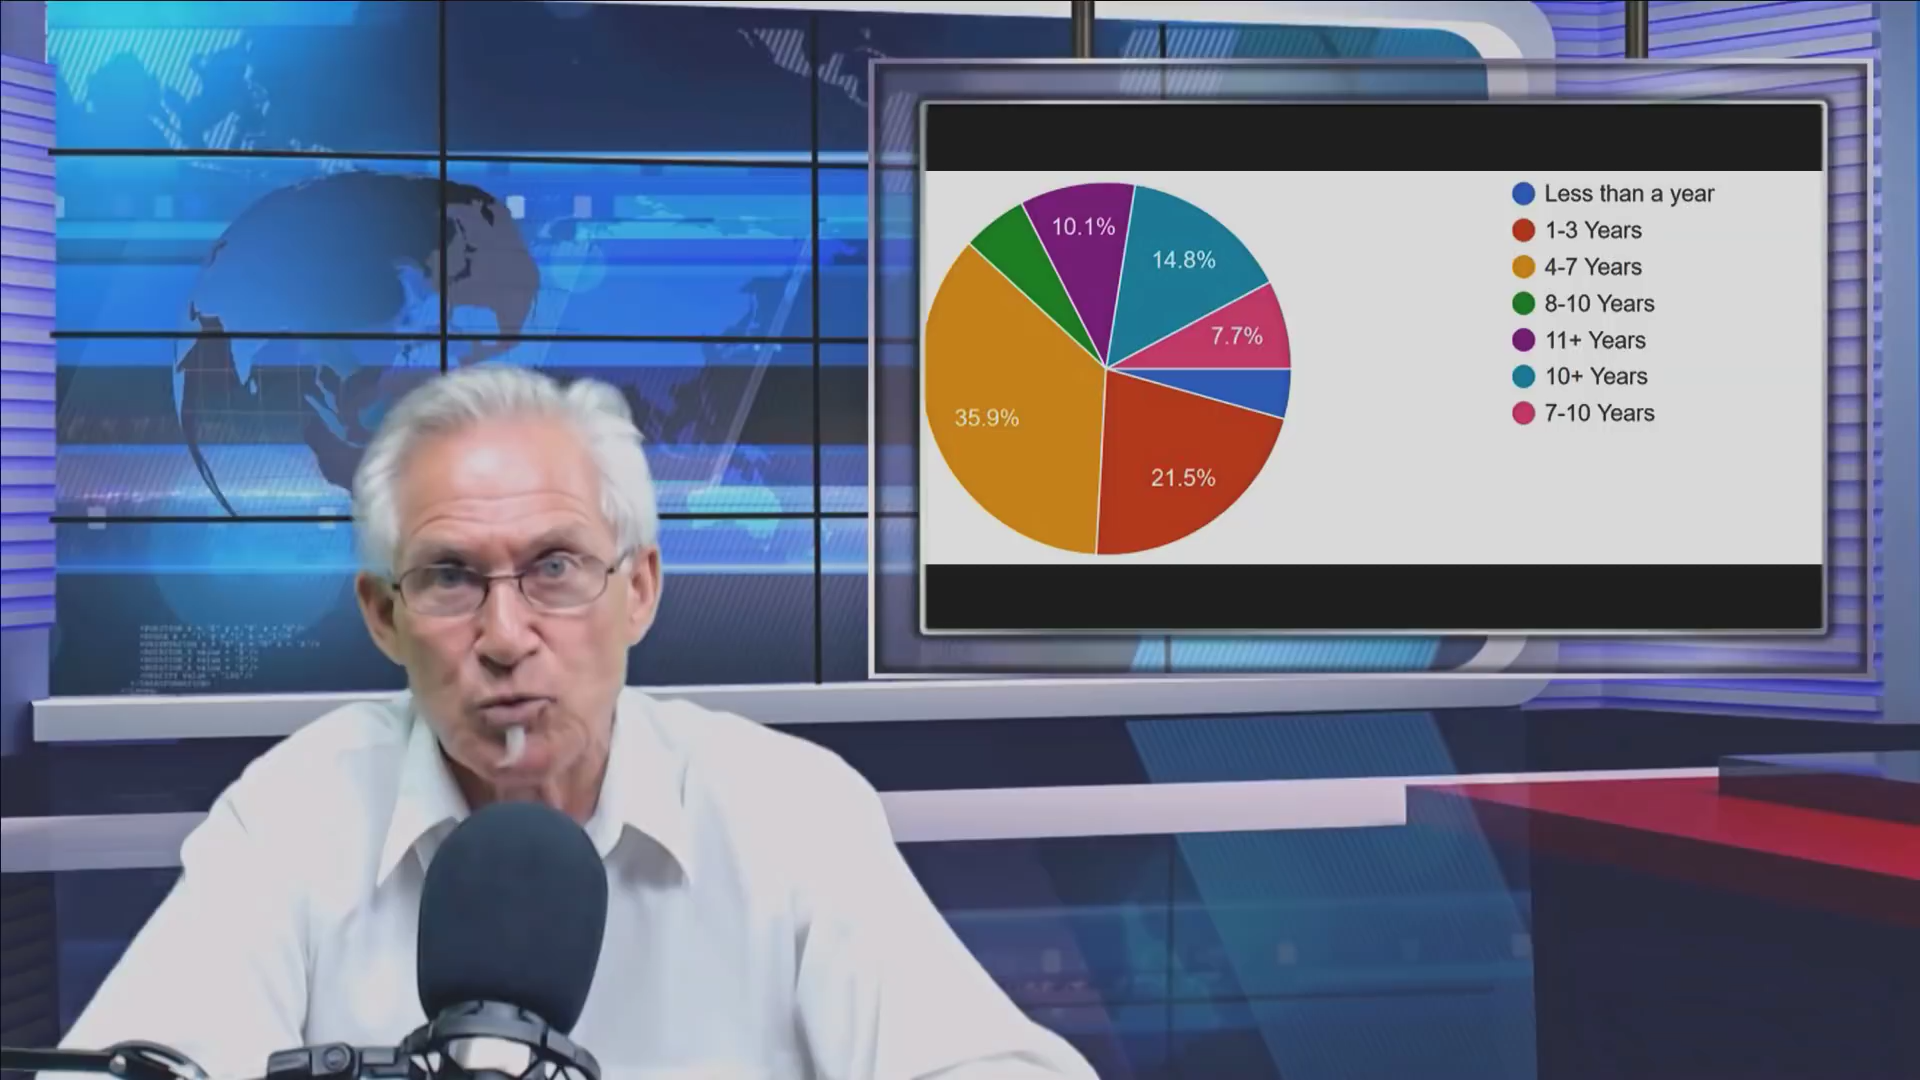 10.1%
14.8%
7.7%
35.9%
21.5%
Less than a year
1-3 Years
4-7 Years
8-10 Years
11+ Years
10+ Years
7-10 Years